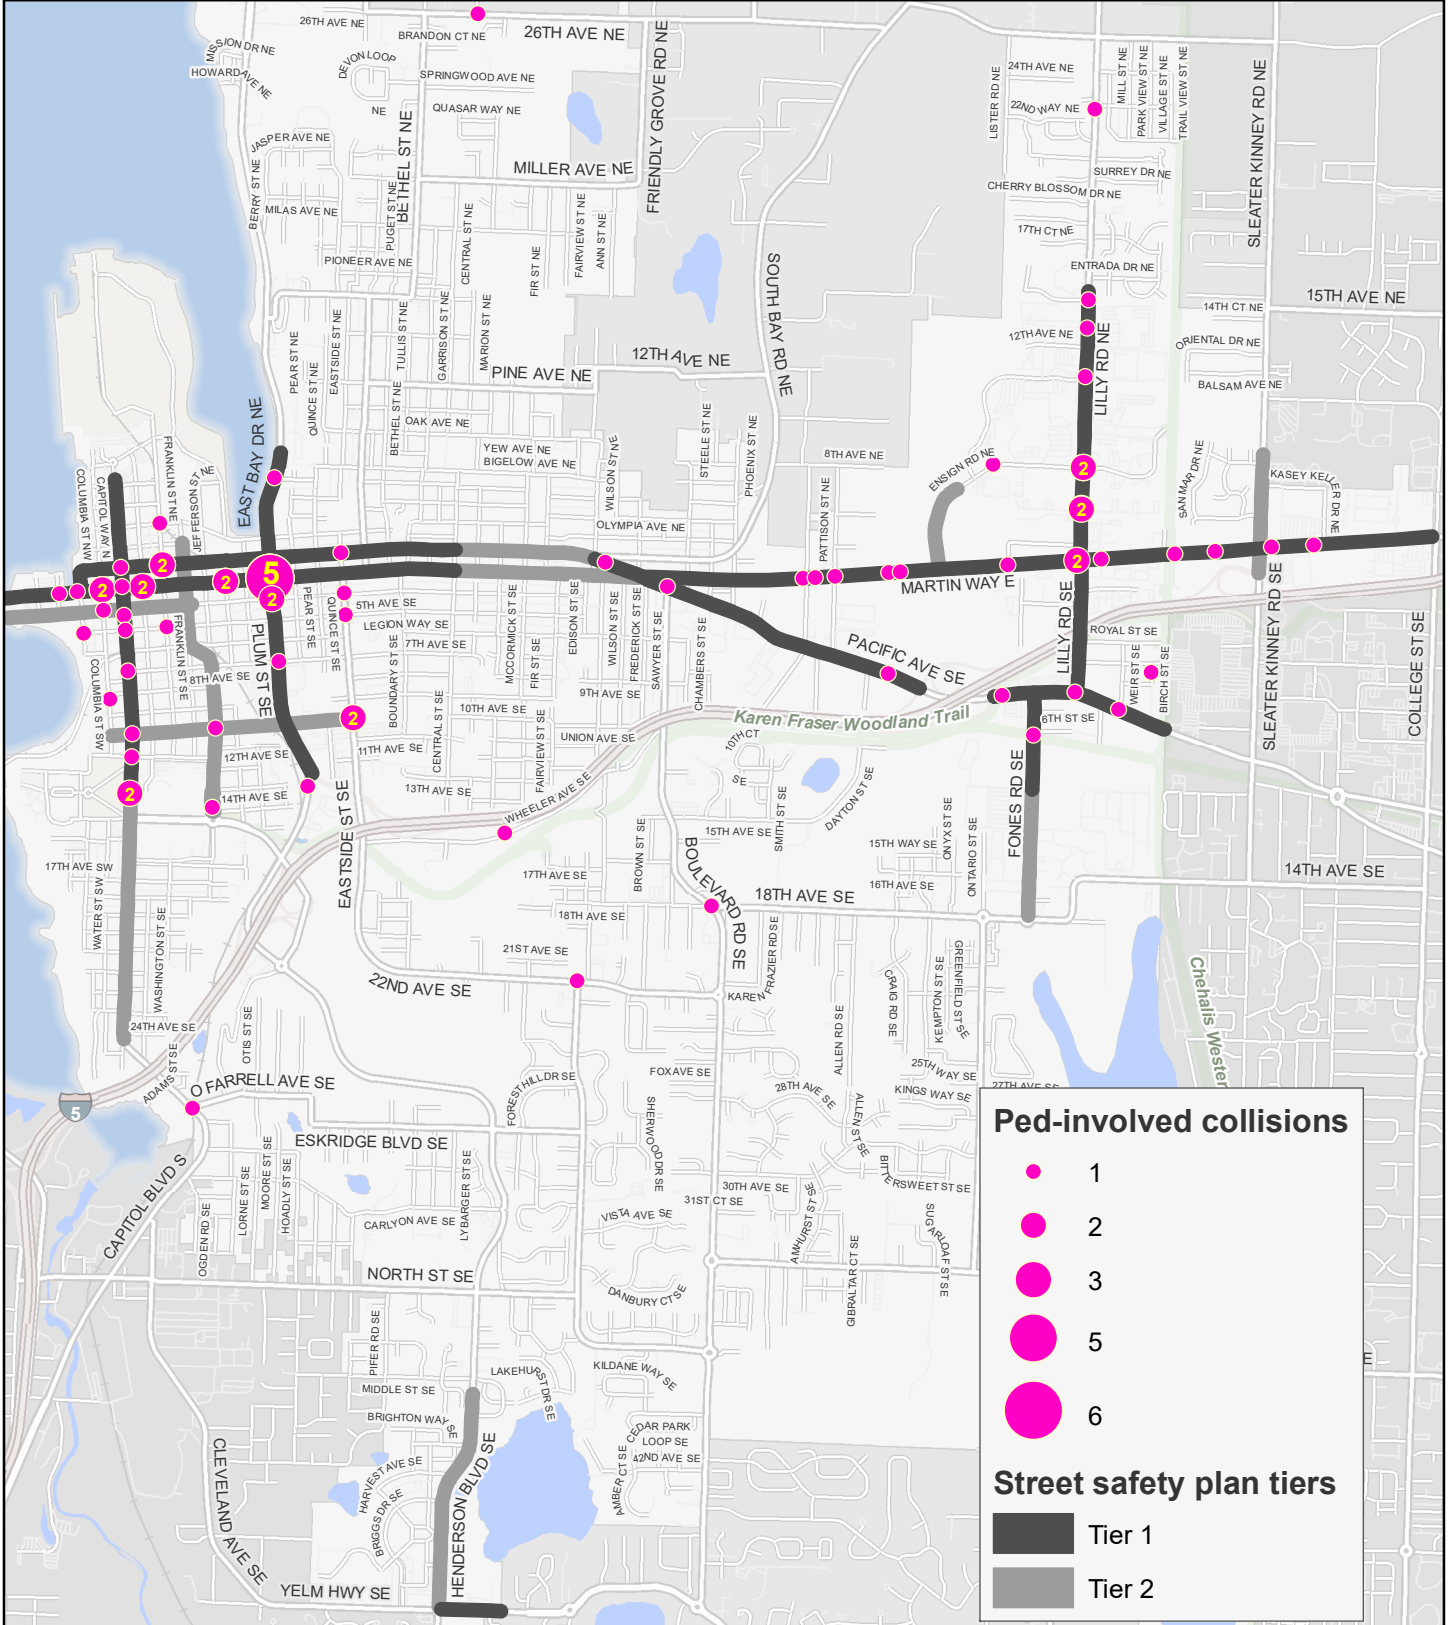 26TH AVE NE
BRANDON CT NE
26TH AVE NE
MISSION DR NE
HOWARD AVE NE
DEVON LOOP
NE
SPRINGWOOD AVE NE
QUASAR WAY NE
JASPER AVE NE
BERRY ST NE
MILAS AVE NE
PUGET ST NE
BETHEL ST NE
MILLER AVE NE
FRIENDLY GROVE RD NE
PIONEER AVE NE
CENTRAL ST NE
FIR ST NE
FAIRVIEW ST NE
ANN ST NE
LISTER RD NE
24TH AVE NE
22ND WAY NE
MILL ST NE
PARK VIEW ST NE
VILLAGE ST NE
TRAIL VIEW ST NE
SLEATER KINNEY RD NE
SURREY DR NE
CHERRY BLOSSOM DR NE
17TH CT NE
ENTRADA DR NE
15TH AVE NE
14TH CT NE
ORIENTAL DR NE
BALSAM AVE NE
12TH AVE NE
LILLY RD NE
SOUTH BAY RD NE
12TH AVE NE
PINE AVE NE
PEAR ST NE
QUINCE ST NE
EASTSIDE ST NE
TULLIS ST NE
GARRISON ST NE
MARION ST NE
BETHEL ST NE
OAK AVE NE
YEW AVE NE
BIGELOW AVE NE
WILSON ST NE
STEELE ST NE
PHOENIX ST NE
8TH AVE NE
PATTISON ST NE
ENSIGN RD NE
SAN MAR DR NE
KASEY KELLER DR NE
OLYMPIA AVE NE
EAST BAY DR NE
COLUMBIA ST NW
CAPITOL WAY N
FRANKLIN ST NE
JEFFERSON ST NE
2
2
2
2
5
2
2
2
2
MARTIN WAY E
PEAR ST SE
QUINCE ST SE
5TH AVE SE
LEGION WAY SE
7TH AVE SE
BOUNDARY ST SE
MCCORMICK ST SE
FIR ST SE
EDISON ST SE
WILSON ST SE
FREDERICK ST SE
SAWYER ST SE
CHAMBERS ST SE
9TH AVE SE
PACIFIC AVE SE
LILLY RD SE
ROYAL ST SE
WEIR ST SE
BIRCH ST SE
SLEATER KINNEY RD SE
COLLEGE ST SE
PLUM ST SE
FRANKLIN ST SE
8TH AVE SE
COLUMBIA ST SW
2
2
10TH AVE SE
11TH AVE SE
12TH AVE SE
14TH AVE SE
CENTRAL ST SE
FAIRVIEW ST SE
UNION AVE SE
13TH AVE SE
WHEELER AVE SE
Karen Fraser Woodland Trail
10TH CT
SE
6TH ST SE
FONES RD SE
SMITH ST SE
DAYTON ST SE
15TH AVE SE
15TH WAY SE
16TH AVE SE
ONYX ST SE
ONTARIO ST SE
14TH AVE SE
EASTSIDE ST SE
17TH AVE SW
WATER ST SW
WASHINGTON ST SE
17TH AVE SE
BROWN ST SE
BOULEVARD RD SE
18TH AVE SE
18TH AVE SE
21ST AVE SE
22ND AVE SE
FRAZIER RD SE
KAREN
CRAIG RD SE
KEMPTON ST SE
GREENFIELD ST SE
ALLEN RD SE
Chehalis Wester
24TH AVE SE
OTIS ST SE
ADAMS ST SE
O FARRELL AVE SE
5
FOREST HILL DR SE
FOX AVE SE
28TH AVE SE
25TH WAY SE
KINGS WAY SE
27TH AVE SE
ESKRIDGE BLVD SE
SHERWOOD DR SE
ALLEN ST SE
BITTERSWEET ST SE
CAPITOL BLVD S
LORNE ST SE
MOORE ST SE
HOADLY ST SE
OGDEN RD SE
CARLYON AVE SE
LYBARGER ST SE
30TH AVE SE
31ST CT SE
VISTA AVE SE
AMHURST ST SE
SUGARLOAF ST SE
GIBRALTAR CT SE
NORTH ST SE
DANBURY CT SE
PIFER RD SE
LAKEHURST DR SE
KILDANE WAY SE
MIDDLE ST SE
BRIGHTON WAY SE
CEDAR PARK
LOOP SE
42ND AVE SE
AMBER CT SE
HARVEST AVE SE
BRIGGS DR SE
HENDERSON BLVD SE
CLEVELAND AVE SE
YELM HWY SE
E
Ped-involved collisions
1
2
3
5
6
Street safety plan tiers
Tier 1
Tier 2